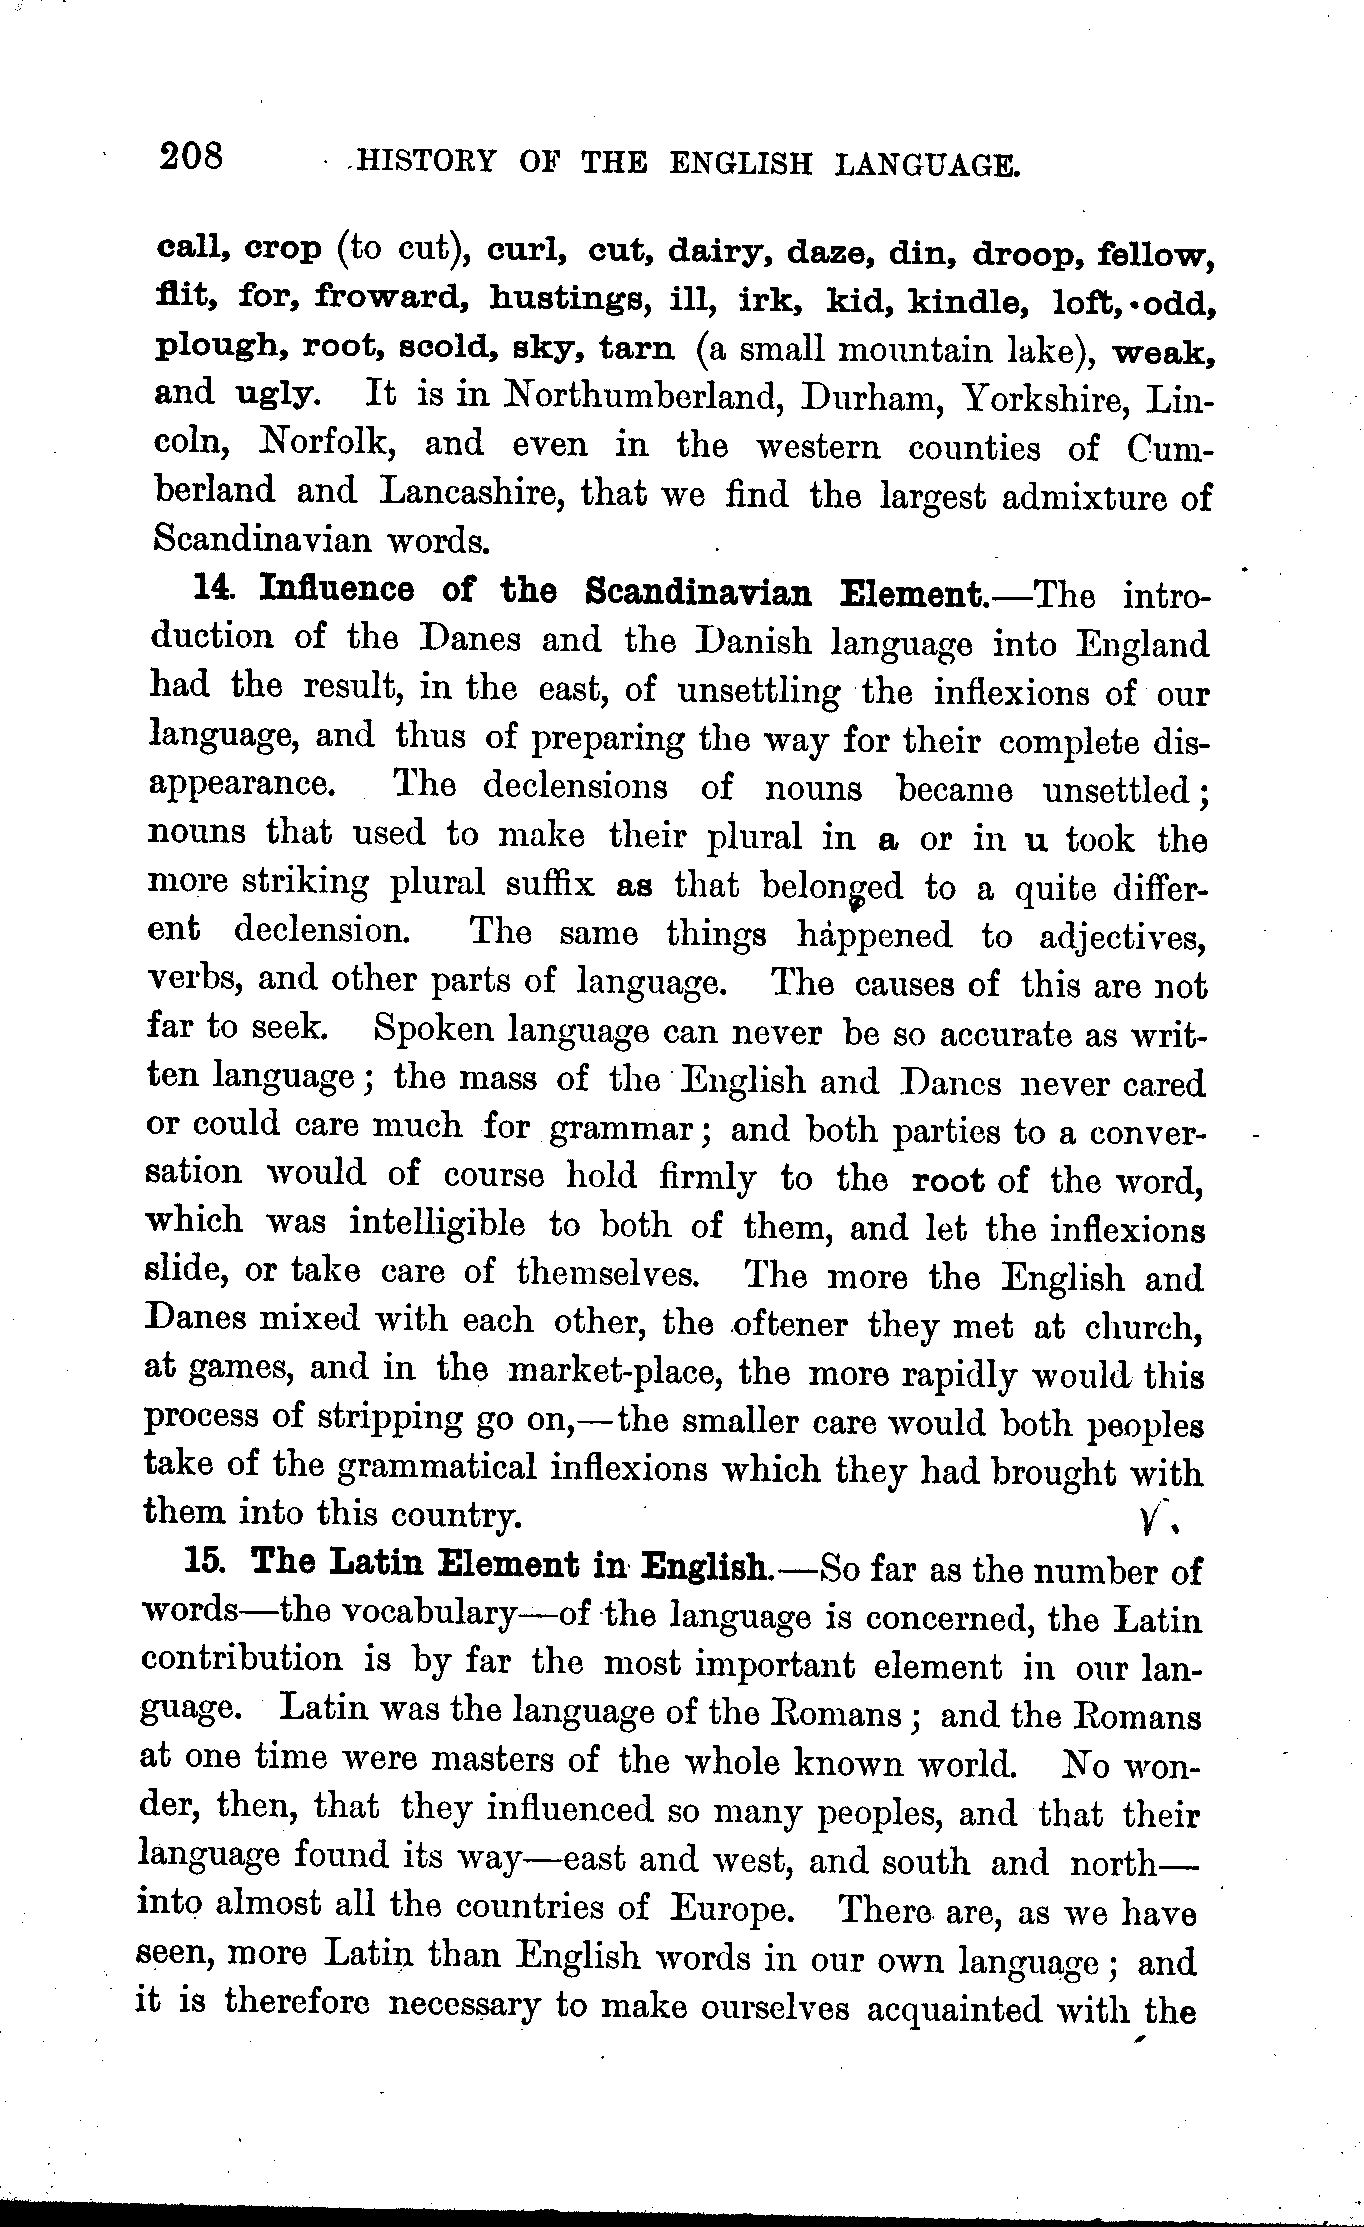 208 HISTORY OF THE ENGLISH LANGUAGE.
call, crop (to cut), curl, cut, dairy, daze, din, droop, fellow,
flit, for, froward, hustings, ill, irk, kid, kindle, loft, odd,
plough, root, scold, sky, tarn (a small mountain lake), weak,
and ugly. It is in Northumberland, Durham, Yorkshire, Lin-
coln, Norfolk, and even in the western counties of Cum-
berland and Lancashire, that we find the largest admixture of
Scandinavian words.
14. Influence of the Scandinavian Element.—The intro-
duction of the Danes and the Danish language into England
had the result, in the east, of unsettling the inflexions of our
language, and thus of preparing the way for their complete dis-
appearance. The declensions of nouns became unsettled;
nouns that used to make their plural in a or in u took the
more striking plural suffix as that belonged to a quite differ-
ent declension. The same things happened to adjectives,
verbs, and other parts of language. The causes of this are not
far to seek. Spoken language can never be so accurate as writ-
ten language; the mass of the English and Danes never cared
or could care much for grammar; and both parties to a conver-
sation would of course hold firmly to the root of the word,
which was intelligible to both of them, and let the inflexions
slide, or take care of themselves. The more the English and
Danes mixed with each other, the oftener they met at church,
at games, and in the market-place, the more rapidly would this
process of stripping go on,—the smaller care would both peoples
take of the grammatical inflexions which they had brought with
them into this country.
15. The Latin Element in English.—So far as the number of
words—the vocabulary—of the language is concerned, the Latin
contribution is by far the most important element in our lan-
guage. Latin was the language of the Romans; and the Romans
at one time were masters of the whole known world. No won-
der, then, that they influenced so many peoples, and that their
language found its way—east and west, and south and north—
into almost all the countries of Europe. There are, as we have
seen, more Latin than English words in our own language; and
it is therefore necessary to make ourselves acquainted with the